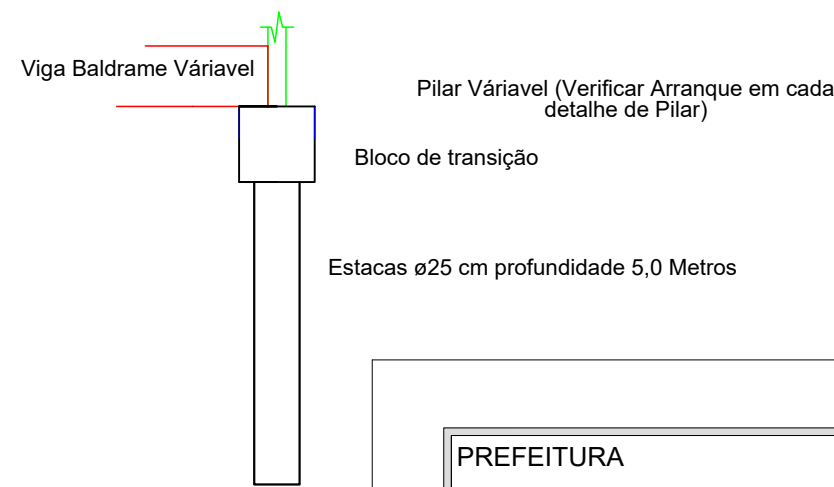 Viga Baldrame Váriavel
Pilar Váriavel (Verificar Arranque em cada
detalhe de Pilar)
Bloco de transição
Estacas ø25 cm profundidade 5,0 Metros
PREFEITURA